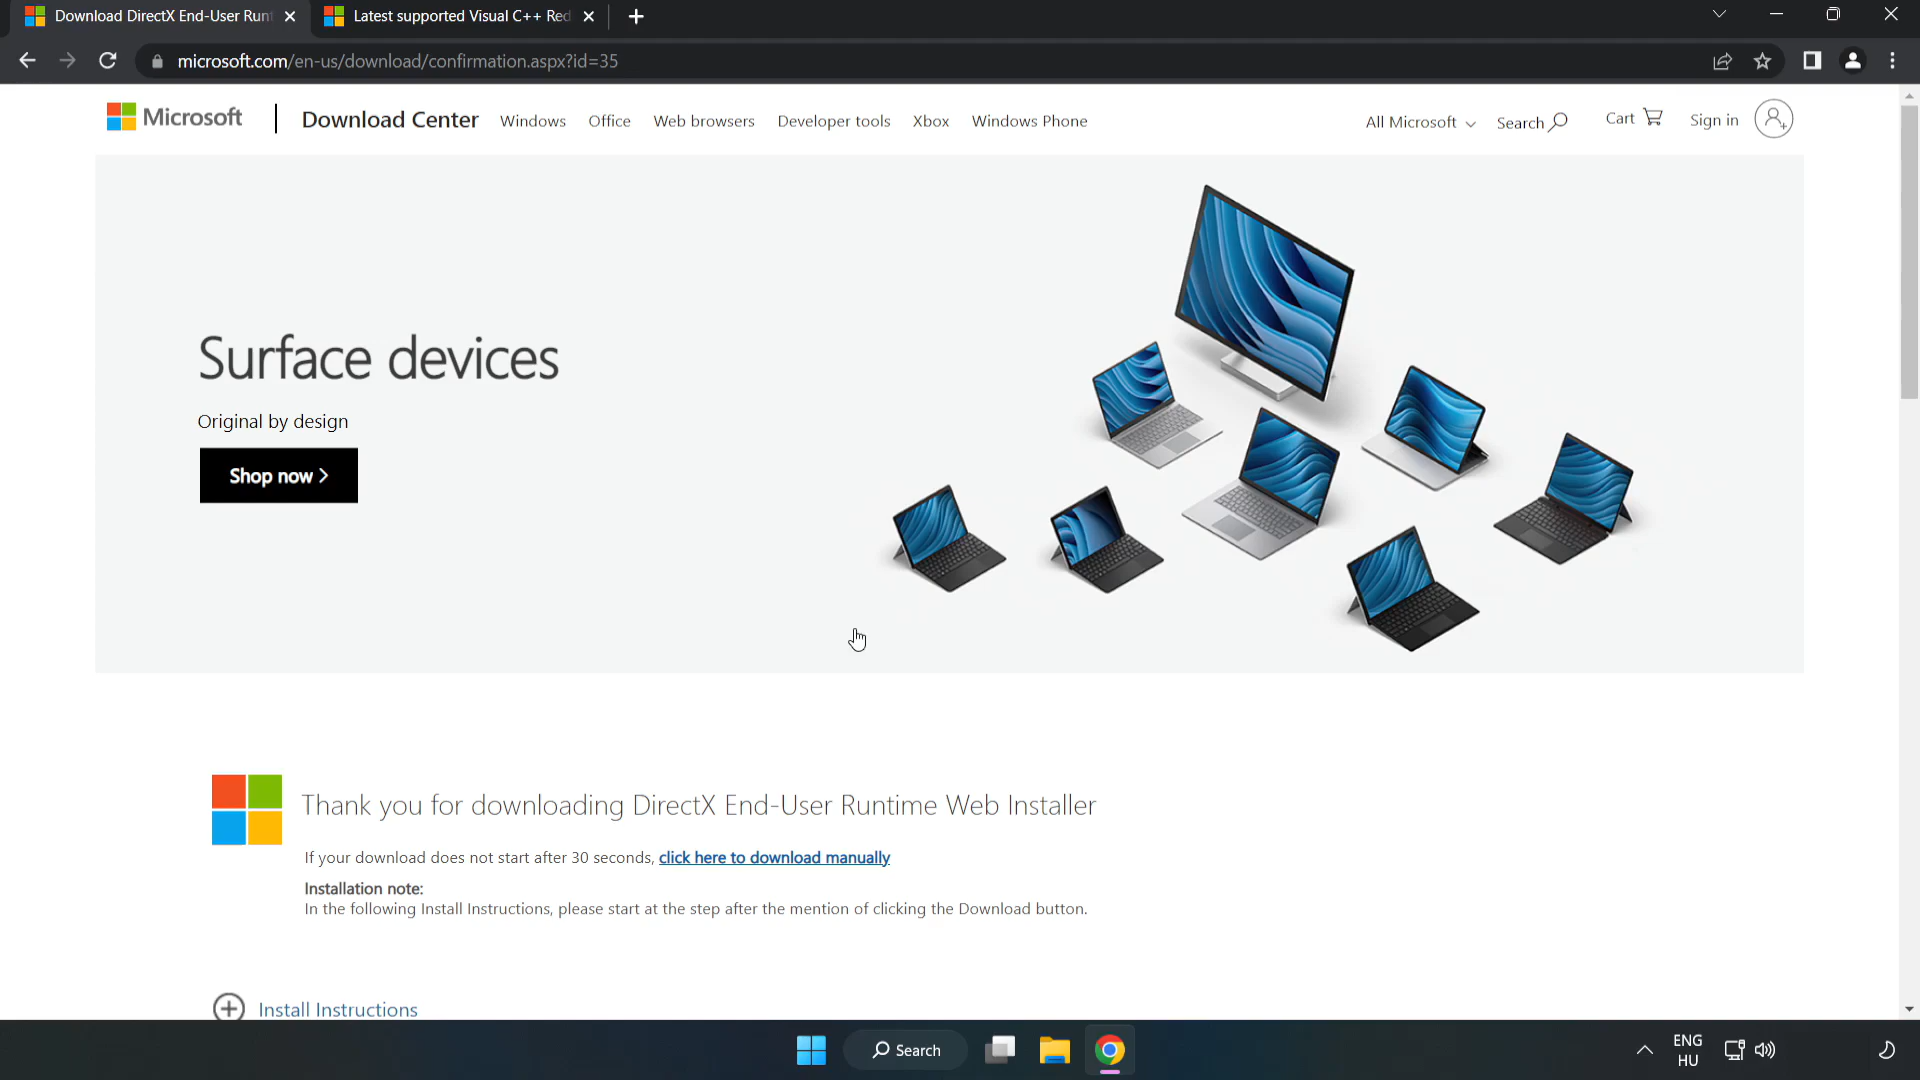 Download DirectX End-User Runt
Latest supported Visual C++ Red
microsoft.com/en-us/download/confirmation.aspx?id=35
Microsoft
Download Center
Windows
Office
Web browsers
Developer tools
Xbox
Windows Phone
All Microsoft
Search
Cart
Sign in
Surface devices
Original by design
Shop now >
Thank you for downloading DirectX End-User Runtime Web Installer
If your download does not start after 30 seconds, click here to download manually
Installation note:
In the following Install Instructions, please start at the step after the mention of clicking the Download button.
Install Instructions
Search
ENG
HU